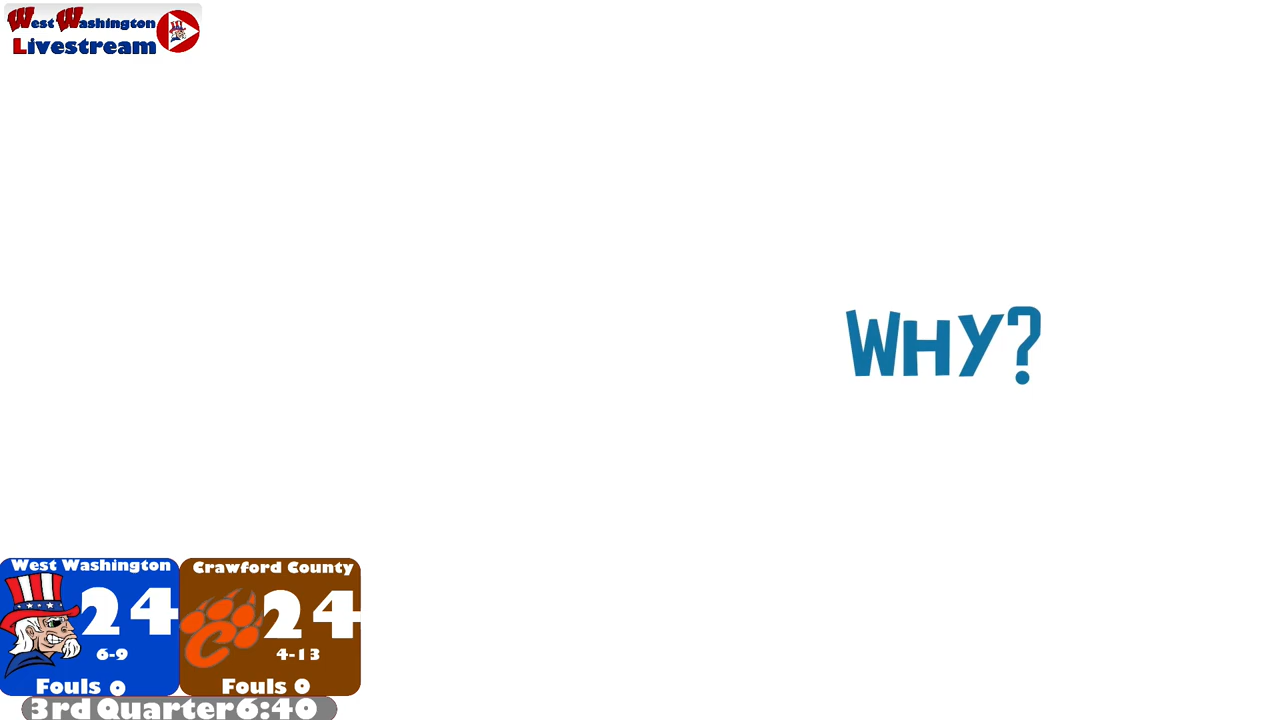 West Washington
Livestream
WHY?
West Washington
24
6-9
Fouls 0
Crawford County
C
24
4-13
Fouls 0
3rd Quarter 6:40